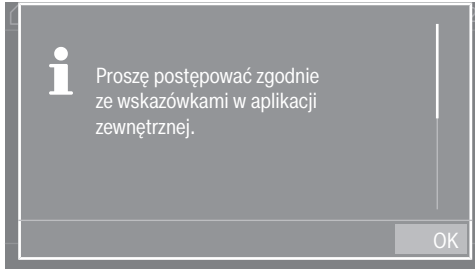 Proszę postępować zgodnie
ze wskazówkami w aplikacji
zewnętrznej.
OK